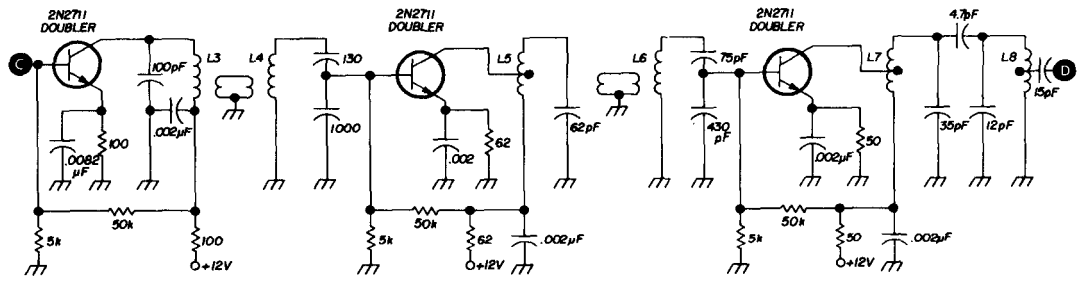 2N2711
DOUBLER
C
100pF
L3
.002µF
.0082
µF
100
50k
5k
100
+12V
L4
130
1000
2N2711
DOUBLER
L5
62pF
.002
62
50k
5k
62
.002µF
+12V
L6
75pF
430
pF
2N2711
DOUBLER
L7
4.7pF
L8
D
15pF
35pF
12pF
.002µF
50
50k
5k
50
.002µF
+12V